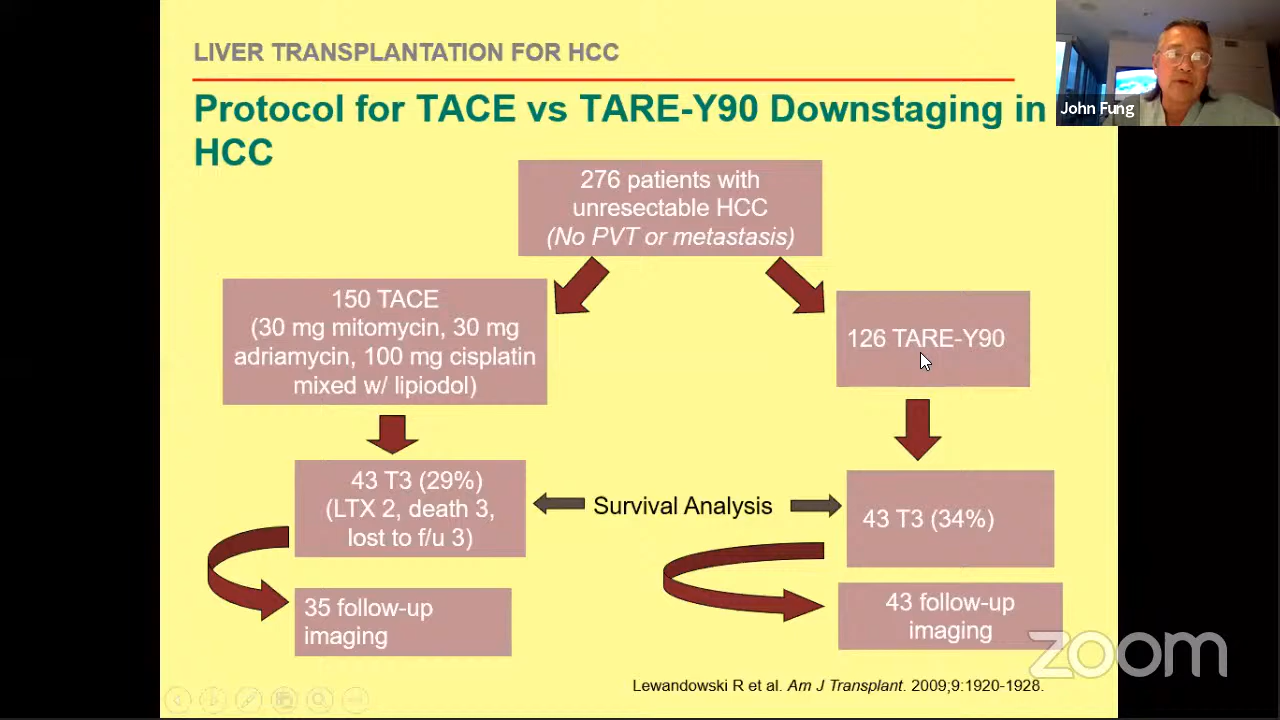 LIVER TRANSPLANTATION FOR HCC
Protocol for TACE vs TARE-Y90 Downstaging in
HCC
John Fung
276 patients with
unresectable HCC
(No PVT or metastasis)
150 TACE
(30 mg mitomycin, 30 mg
adriamycin, 100 mg cisplatin
mixed w/ lipiodol)
126 TARE-Y90
43 T3 (29%)
(LTX 2, death 3,
lost to f/u 3)
Survival Analysis
43 T3 (34%)
35 follow-up
imaging
43 follow-up
imaging
zoom
Lewandowski R et al. Am J Transplant. 2009;9:1920-1928.